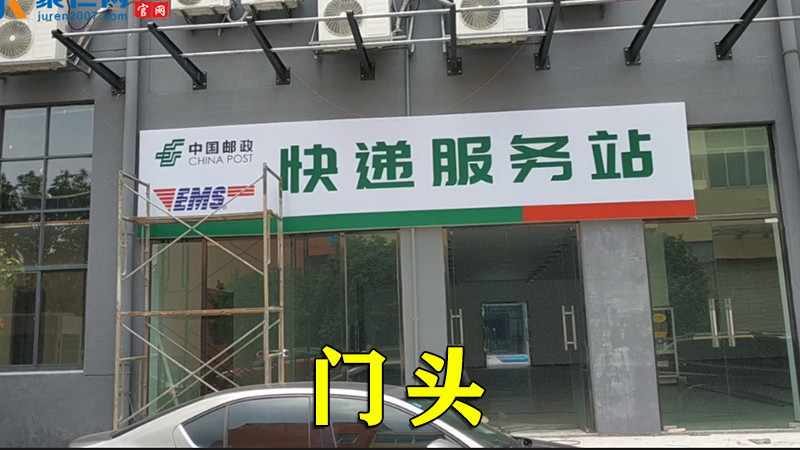 juren2007.com
官网
中国邮政
CHINA POST
EMS
快递服务站
门头